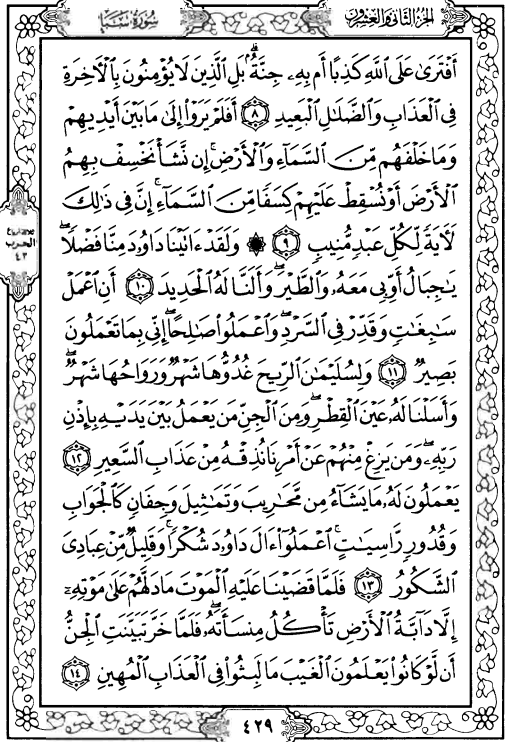 الجزء الثاني والعشرون
سُورَةُ سَبَإٍ
أَفْتَرَىٰ عَلَى ٱللَّهِ كَذِبًا أَم بِهِۦ جِنَّةٌۢ ۗ بَلِ ٱلَّذِينَ لَا يُؤْمِنُونَ بِٱلْأٓخِرَةِ
فِى ٱلْعَذَابِ وَٱلضَّلَٰلِ ٱلْبَعِيدِ ٨ أَفَلَمْ يَرَوْا۟ إِلَىٰ مَا بَيْنَ أَيْدِيهِمْ
وَمَا خَلْفَهُم مِّنَ ٱلسَّمَآءِ وَٱلْأَرْضِ ۚ إِن نَّشَأْ نَخْسِفْ بِهِمُ
ٱلْأَرْضَ أَوْ نُسْقِطْ عَلَيْهِمْ كِسَفًا مِّنَ ٱلسَّمَآءِ ۚ إِنَّ فِى ذَٰلِكَ
لَأٓيَةً لِّكُلِّ عَبْدٍ مُّنِيبٍ ٩ ۞ وَلَقَدْ ءَاتَيْنَا دَاوُۥدَ مِنَّا فَضْلًا ۖ
يَٰجِبَالُ أَوِّبِى مَعَهُۥ وَٱلطَّيْرَ ۖ وَأَلَنَّا لَهُ ٱلْحَدِيدَ ١٠ أَنِ ٱعْمَلْ
سَٰبِغَٰتٍ وَقَدِّرْ فِى ٱلسَّرْدِ ۖ وَٱعْمَلُوا۟ صَٰلِحًا ۖ إِنِّى بِمَا تَعْمَلُونَ
بَصِيرٌ ١١ وَلِسُلَيْمَٰنَ ٱلرِّيحَ غُدُوُّهَا شَهْرٌ وَرَوَاحُهَا شَهْرٌ ۖ
وَأَسَلْنَا لَهُۥ عَيْنَ ٱلْقِطْرِ ۖ وَمِنَ ٱلْجِنِّ مَن يَعْمَلُ بَيْنَ يَدَيْهِ بِإِذْنِ
رَبِّهِۦ ۖ وَمَن يَزِغْ مِنْهُمْ عَنْ أَمْرِنَا نُذِقْهُ مِنْ عَذَابِ ٱلسَّعِيرِ ١٢
يَعْمَلُونَ لَهُۥ مَا يَشَآءُ مِن مَّحَٰرِيبَ وَتَمَٰثِيلَ وَجِفَانٍ كَٱلْجَوَابِ
وَقُدُورٍ رَّاسِيَٰتٍ ۚ ٱعْمَلُوٓا۟ ءَالَ دَاوُۥدَ شُكْرًا ۚ وَقَلِيلٌ مِّنْ عِبَادِىَ
ٱلشَّكُورُ ١٣ فَلَمَّا قَضَيْنَا عَلَيْهِ ٱلْمَوْتَ مَا دَلَّهُمْ عَلَىٰ مَوْتِهِۦٓ
إِلَّا دَآبَّةُ ٱلْأَرْضِ تَأْكُلُ مِنسَأَتَهُۥ ۖ فَلَمَّا خَرَّ تَبَيَّنَتِ ٱلْجِنُّ
أَن لَّوْ كَانُوا۟ يَعْلَمُونَ ٱلْغَيْبَ مَا لَبِثُوا۟ فِى ٱلْعَذَابِ ٱلْمُهِينِ ١٤
الحزب
٤٣
٤٢٩